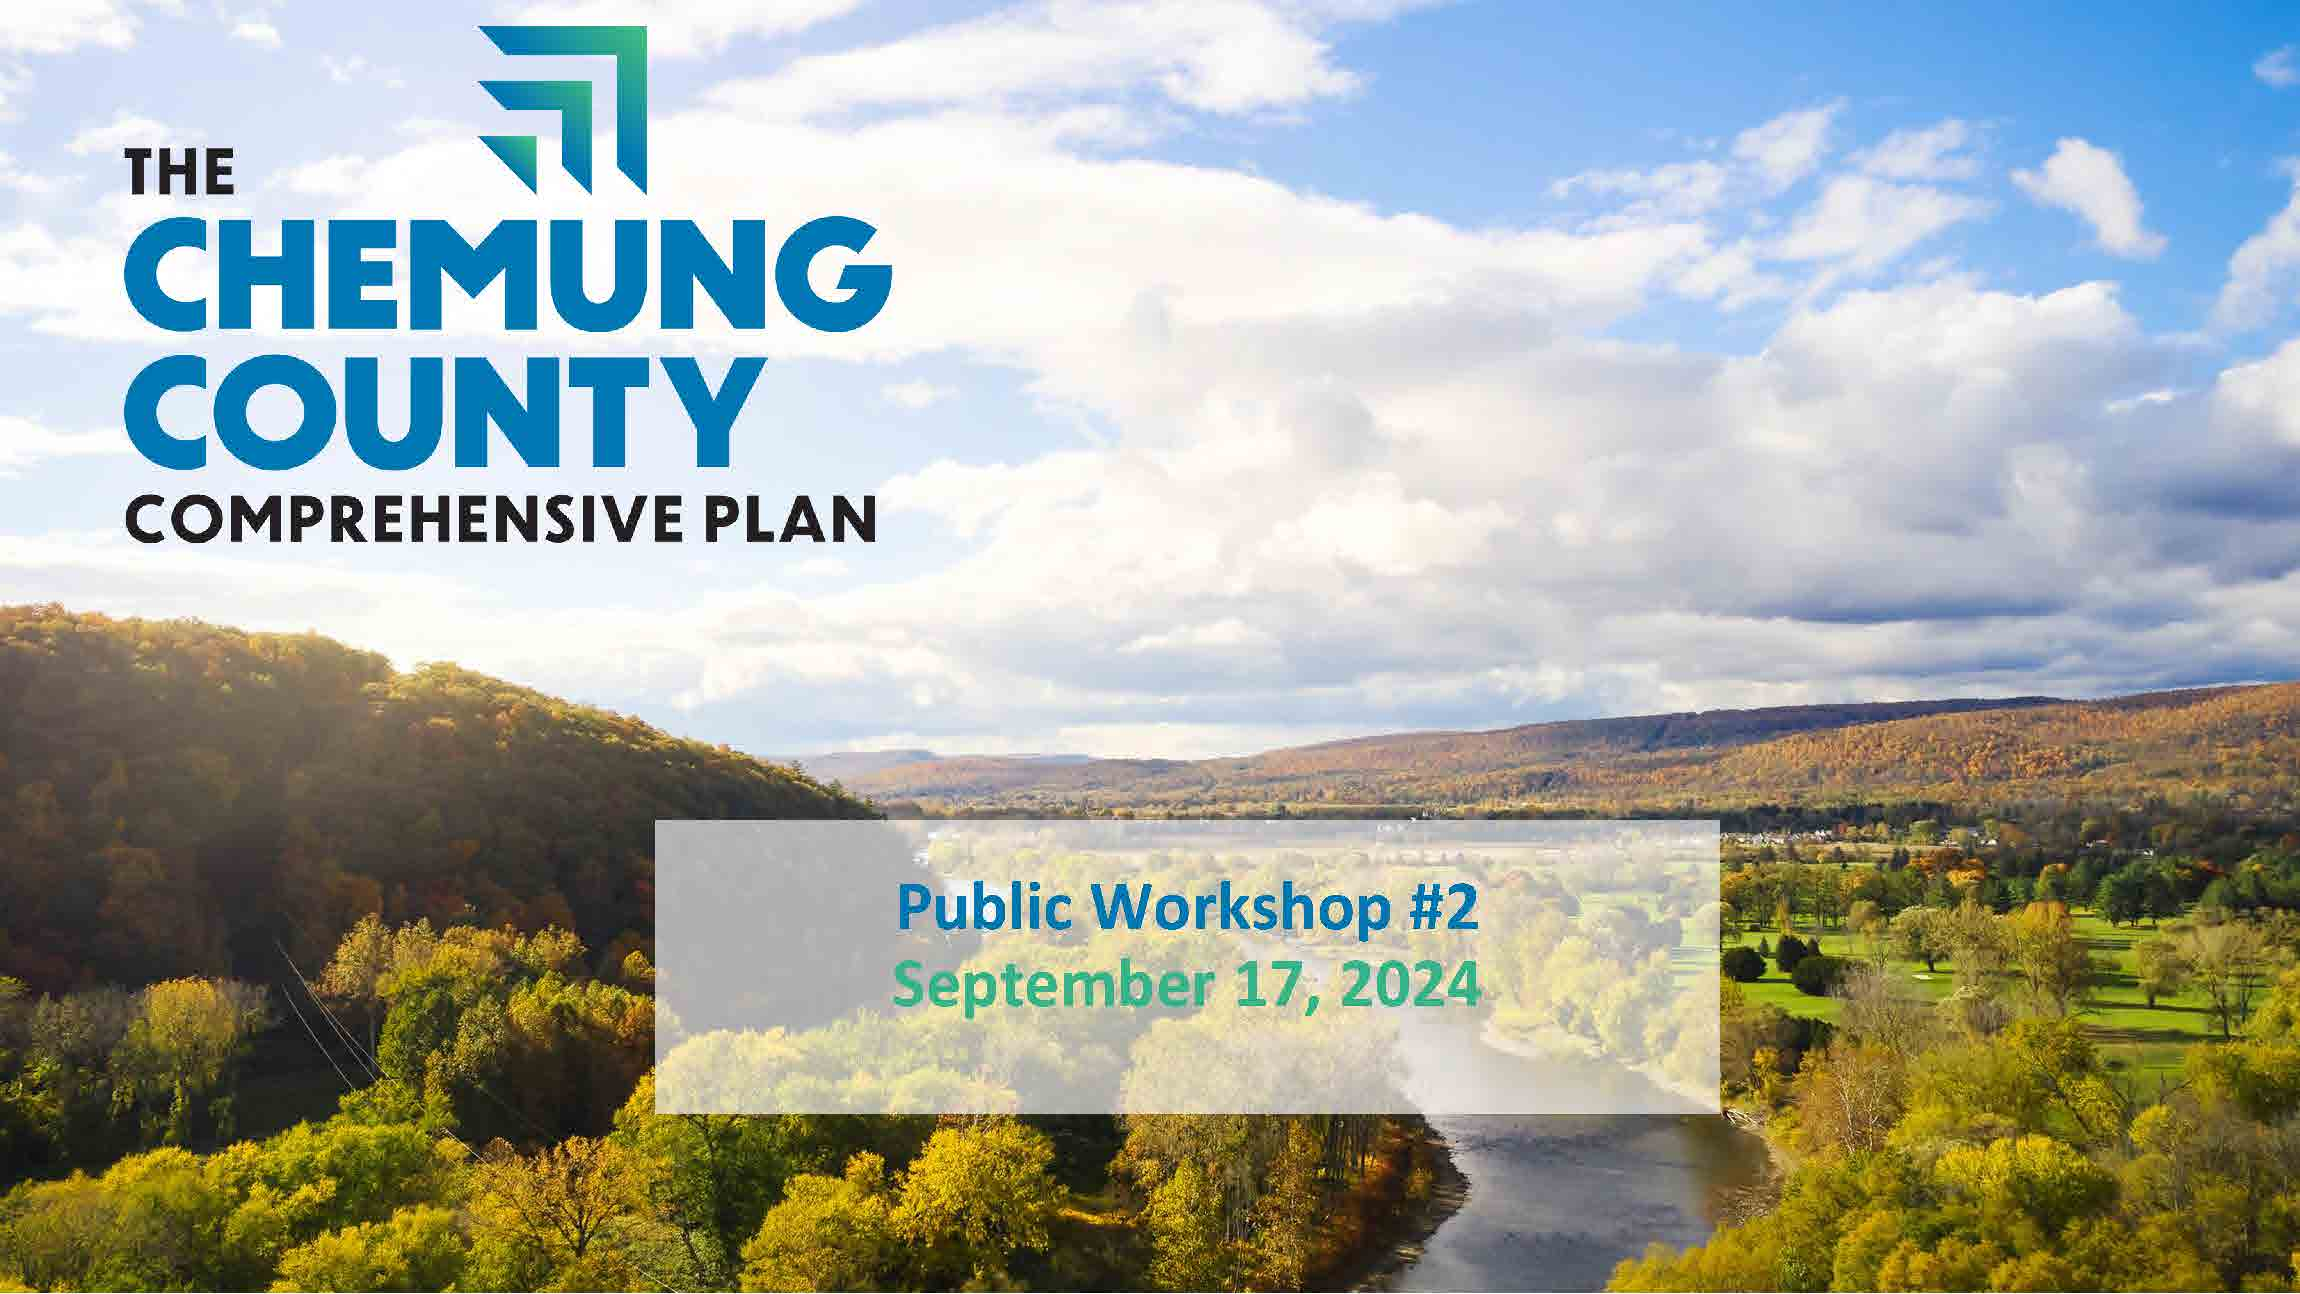 THE
CHEMUNG
COUNTY
COMPREHENSIVE PLAN
Public Workshop #2
September 17, 2024